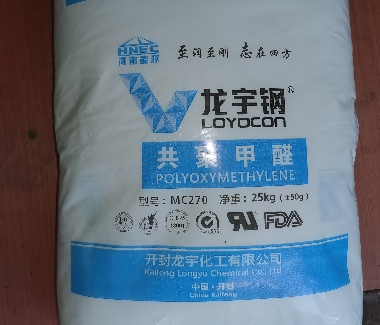 HNEC
河南能源
至润至刚 志在四方
龙宇钢®
LOYOCON
共聚甲醛
POLYOXYMETHYLENE
型号：MC270 净重：25kg (±50g)
FDA
开封龙宇化工有限公司
Kaifeng Longyu Chemical Co., Ltd
中国·开封
China Kaifeng